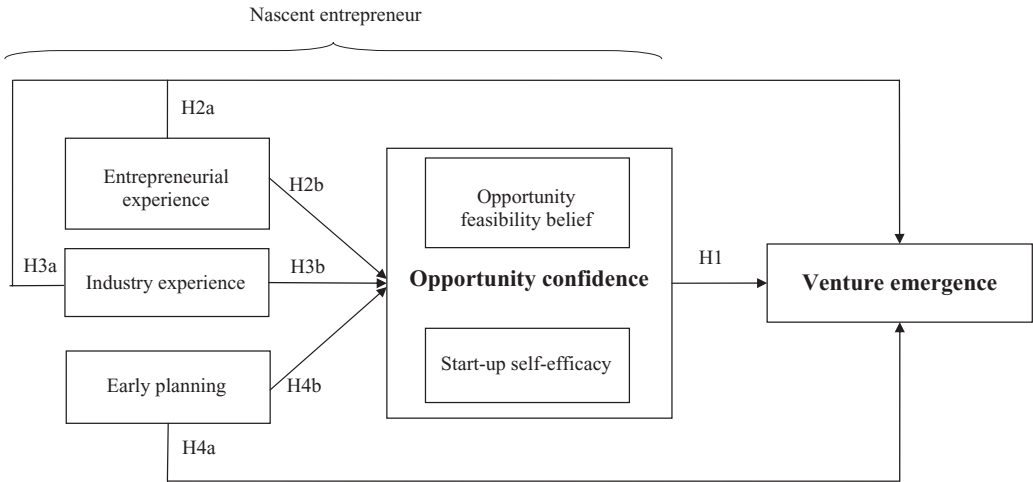 Nascent entrepreneur
H2a
Entrepreneurial
experience
H2b
Opportunity
feasibility belief
H3a
Industry experience
H3b
Opportunity confidence
H1
Venture emergence
Start-up self-efficacy
Early planning
H4b
H4a